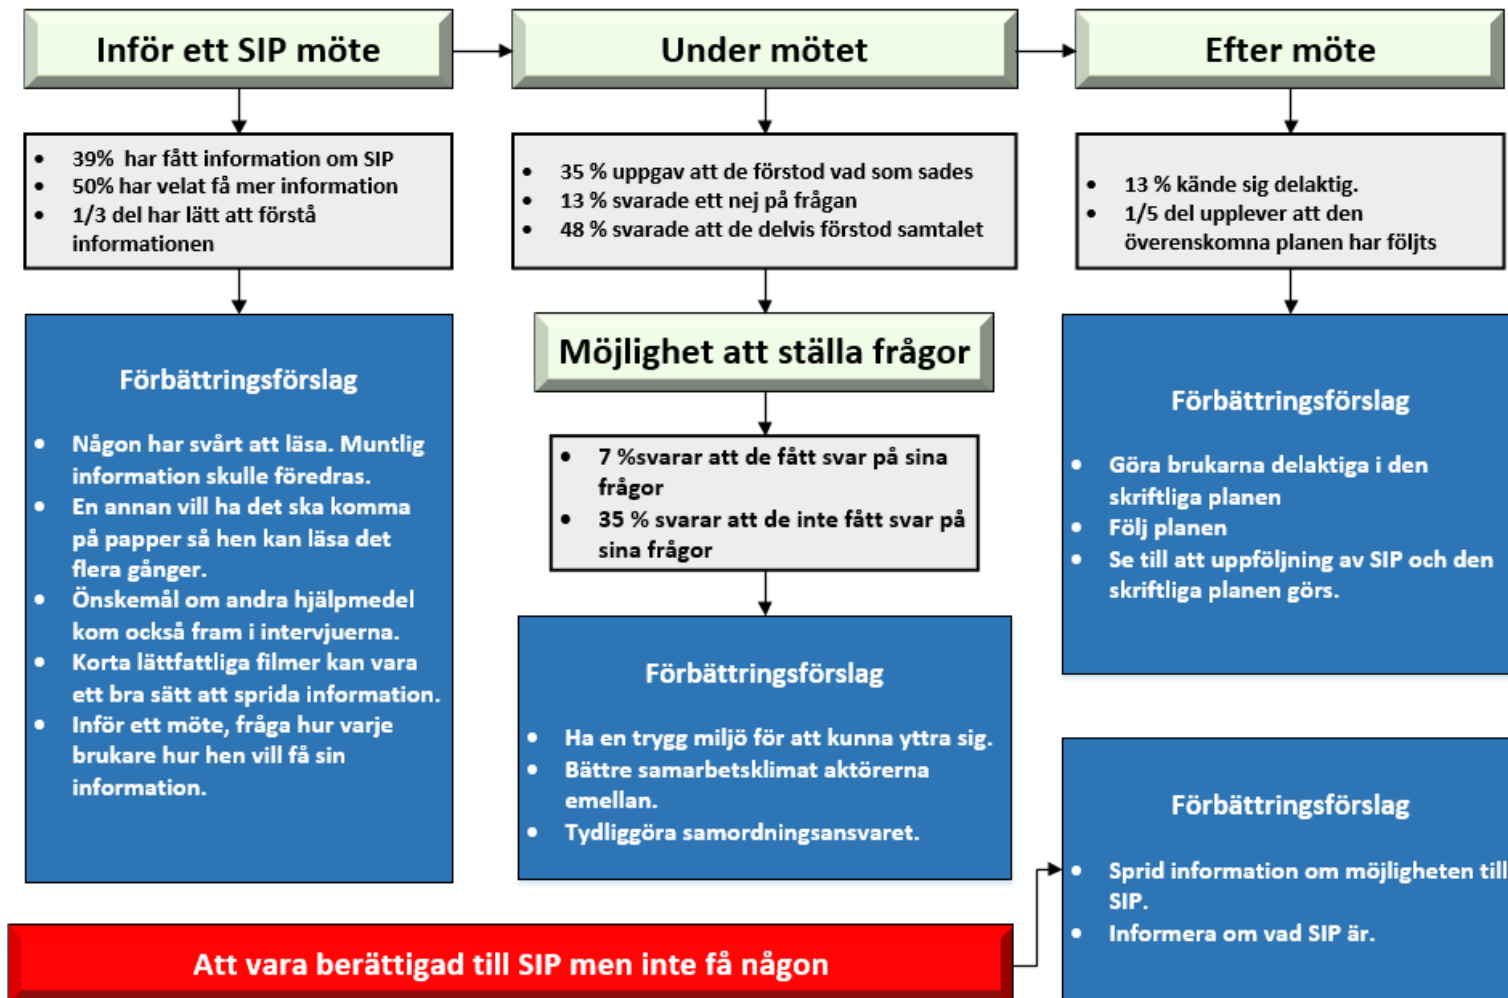 Inför ett SIP möte
Under mötet
Efter möte
• 39% har fått information om SIP
• 50% har velat få mer information
• 1/3 del har lätt att förstå
informationen
• 35 % uppgav att de förstod vad som sades
• 13 % svarade ett nej på frågan
• 48 % svarade att de delvis förstod samtalet
• 13 % kände sig delaktig.
• 1/5 del upplever att den
överenskomna planen har följts
Förbättringsförslag
• Någon har svårt att läsa. Muntlig
information skulle föredras.
• En annan vill ha det ska komma
på papper så hen kan läsa det
flera gånger.
• Önskemål om andra hjälpmedel
kom också fram i intervjuerna.
• Korta lättfattliga filmer kan vara
ett bra sätt att sprida information.
• Inför ett möte, fråga hur varje
brukare hur hen vill få sin
information.
Möjlighet att ställa frågor
• 7 %svarar att de fått svar på sina
frågor
• 35 % svarar att de inte fått svar på
sina frågor
Förbättringsförslag
• Ha en trygg miljö för att kunna yttra sig.
• Bättre samarbetsklimat aktörerna
emellan.
• Tydliggöra samordningsansvaret.
Förbättringsförslag
• Göra brukarna delaktiga i den
skriftliga planen
• Följ planen
• Se till att uppföljning av SIP och den
skriftliga planen görs.
Att vara berättigad till SIP men inte få någon
Förbättringsförslag
• Sprid information om möjligheten till
SIP.
• Informera om vad SIP är.